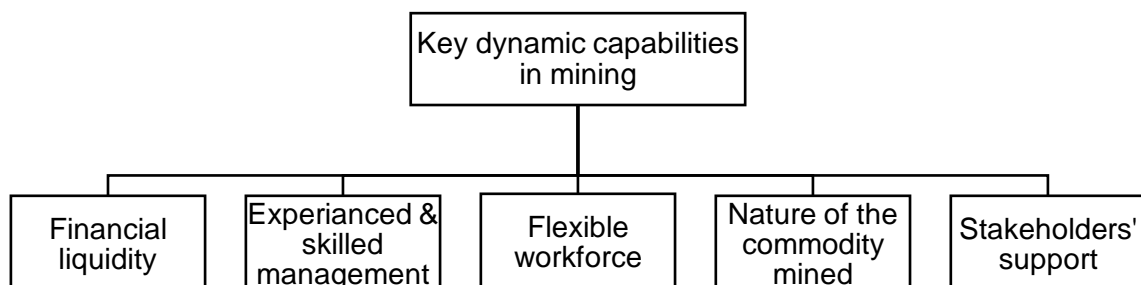 Key dynamic capabilities
in mining
Financial
liquidity
Experianced &
skilled
management
Flexible
workforce
Nature of the
commodity
mined
Stakeholders'
support